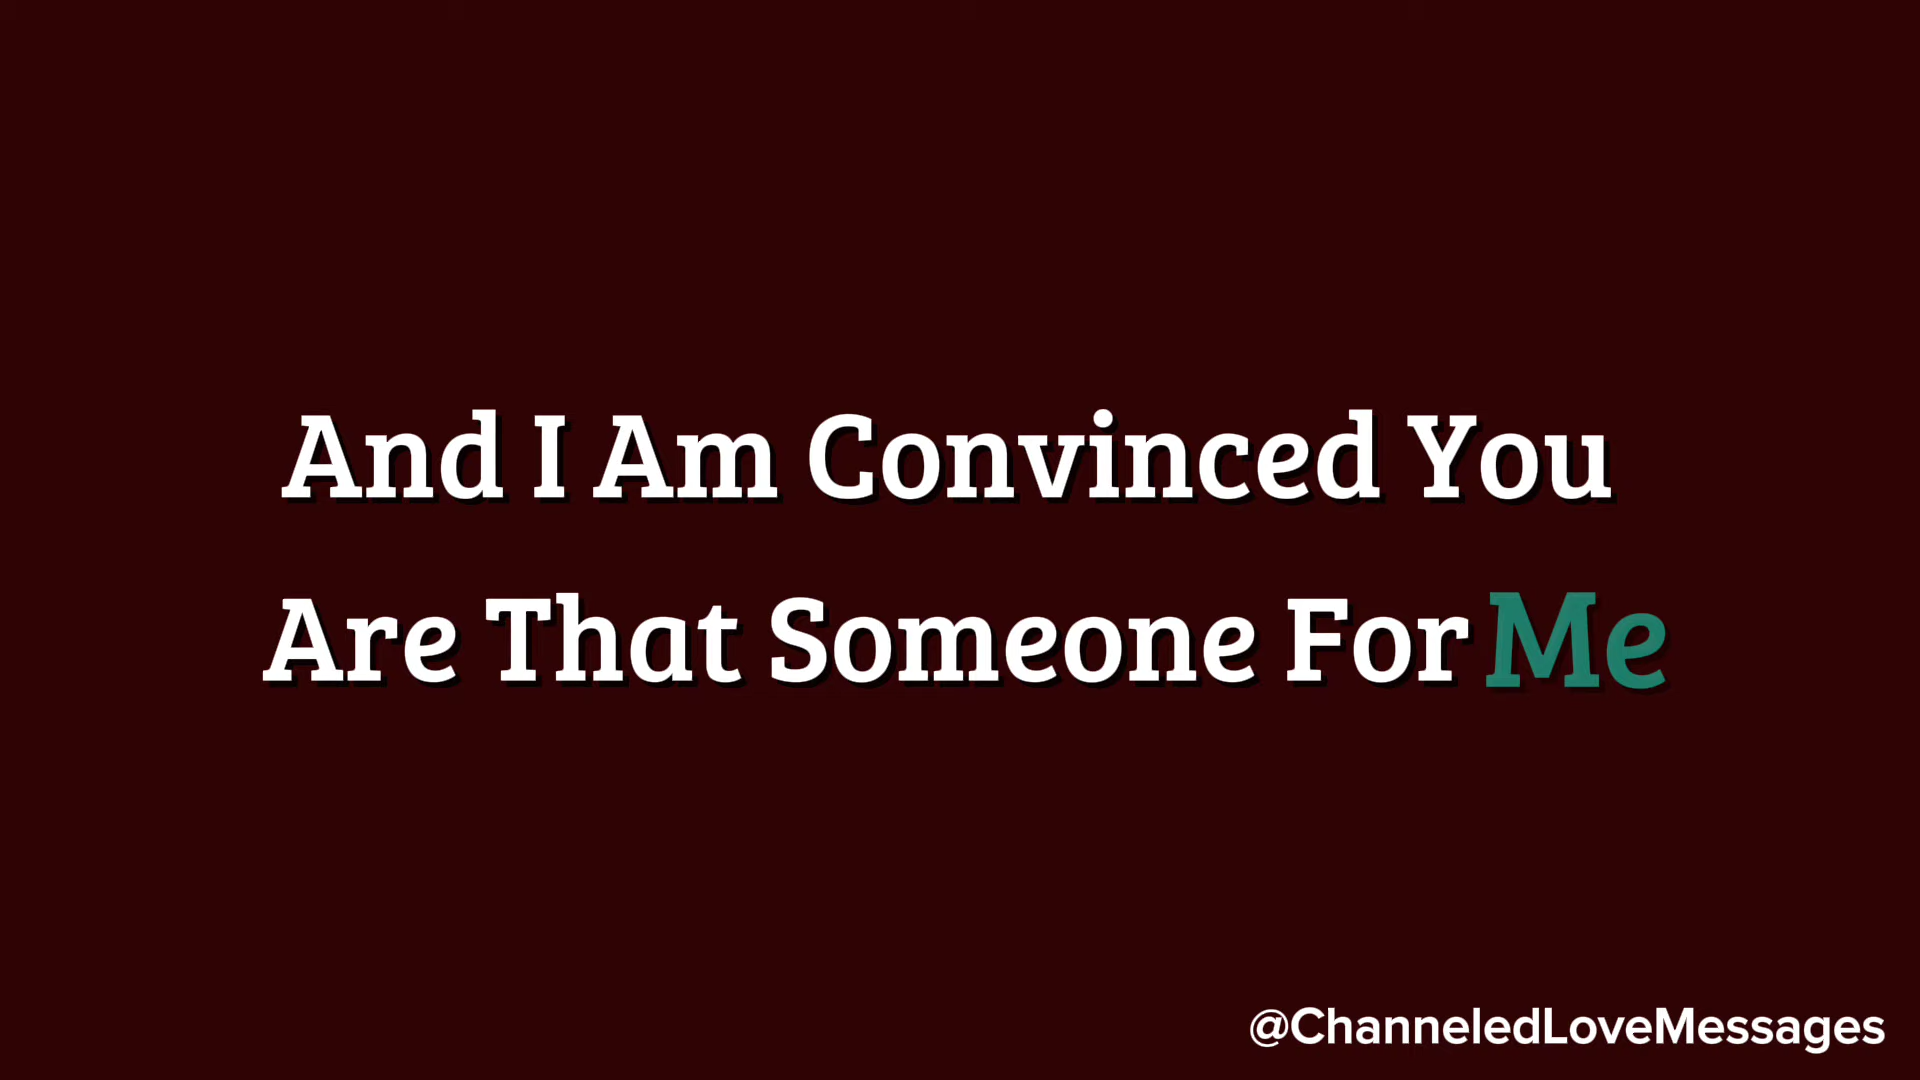 And I Am Convinced You
Are That Someone For Me
@ChanneledLoveMessages